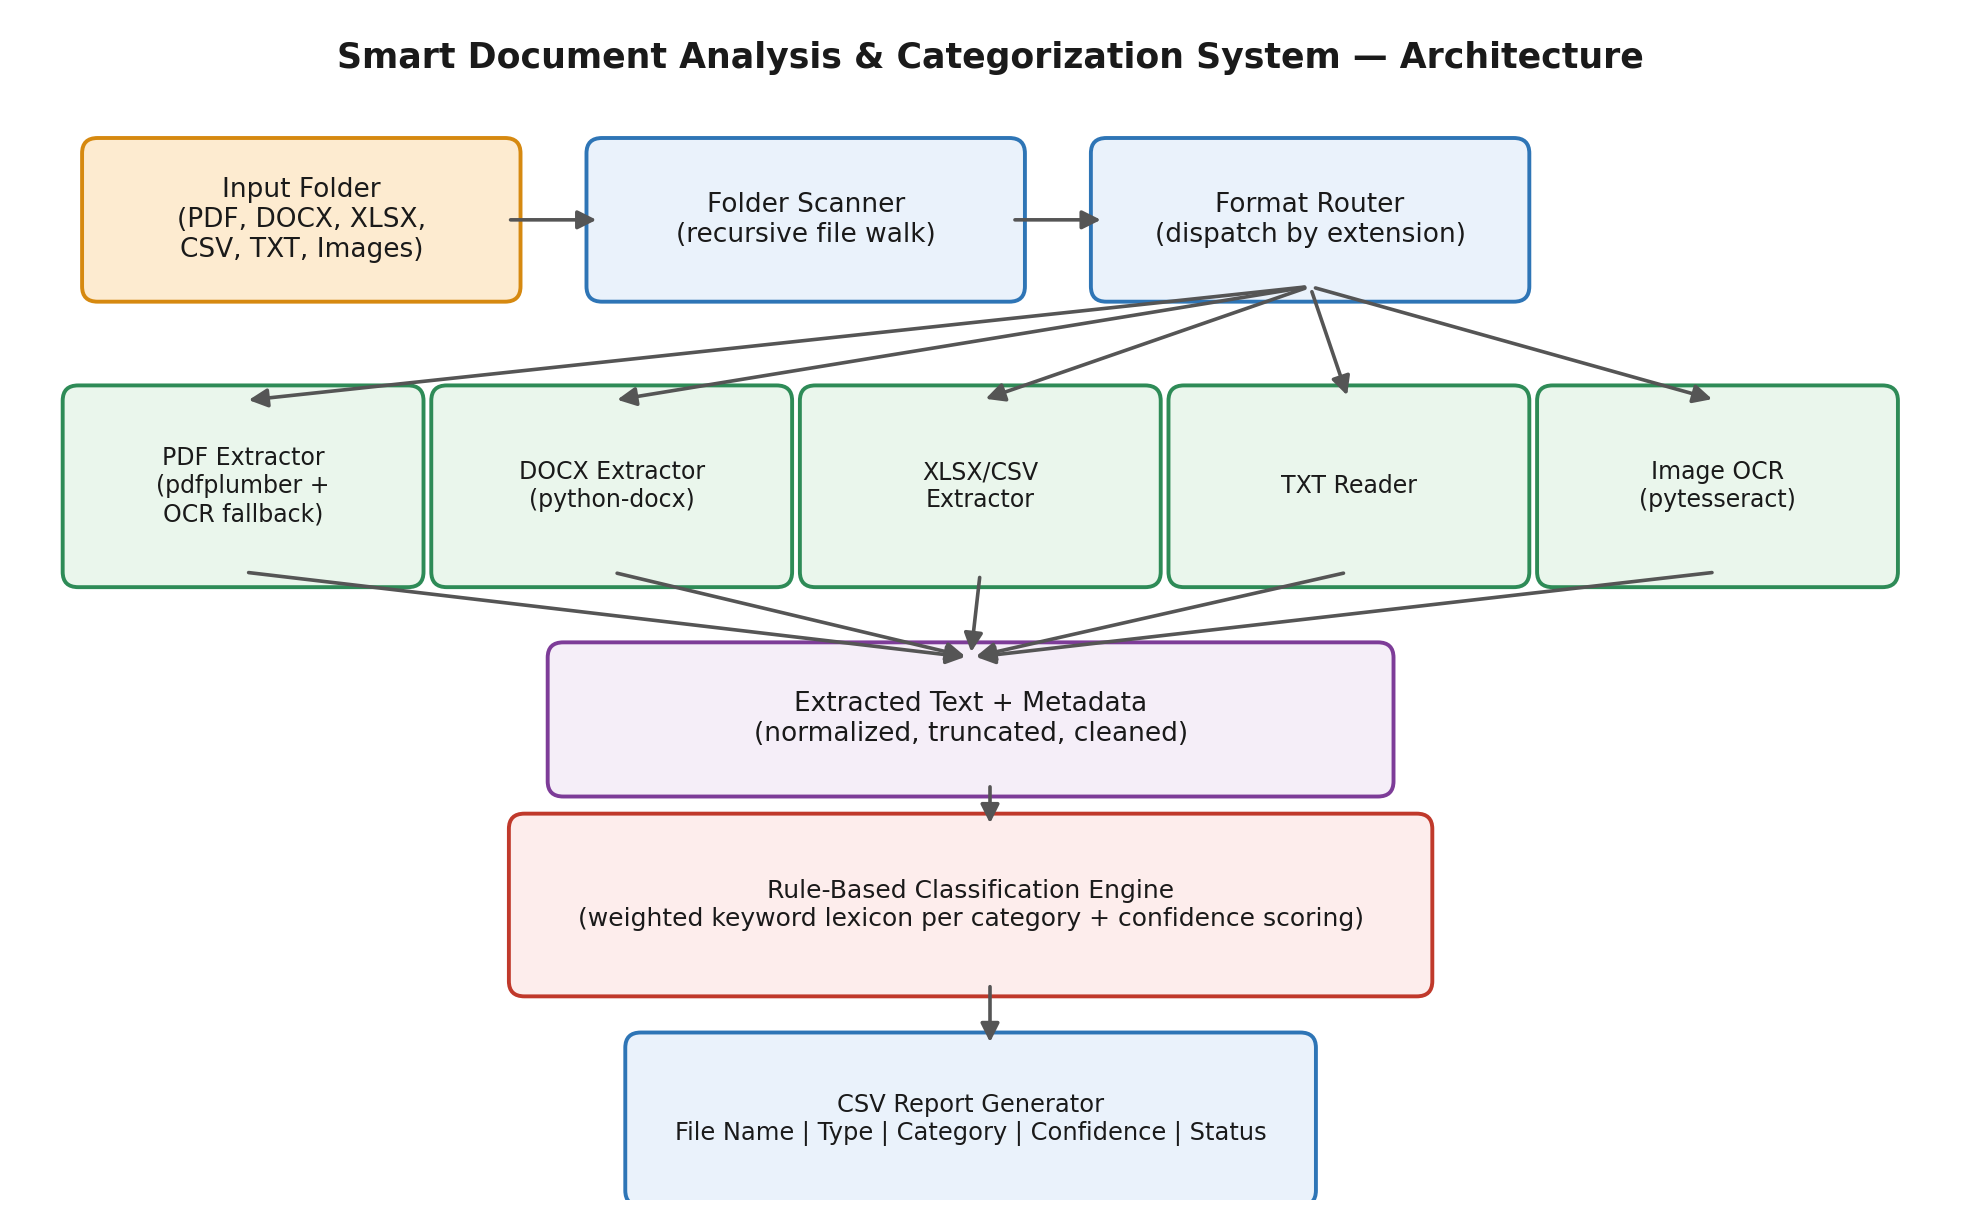 Smart Document Analysis & Categorization System — Architecture
Input Folder
(PDF, DOCX, XLSX,
CSV, TXT, Images)
Folder Scanner
(recursive file walk)
Format Router
(dispatch by extension)
PDF Extractor
(pdfplumber +
OCR fallback)
DOCX Extractor
(python-docx)
XLSX/CSV
Extractor
TXT Reader
Image OCR
(pytesseract)
Extracted Text + Metadata
(normalized, truncated, cleaned)
Rule-Based Classification Engine
(weighted keyword lexicon per category + confidence scoring)
CSV Report Generator
File Name | Type | Category | Confidence | Status